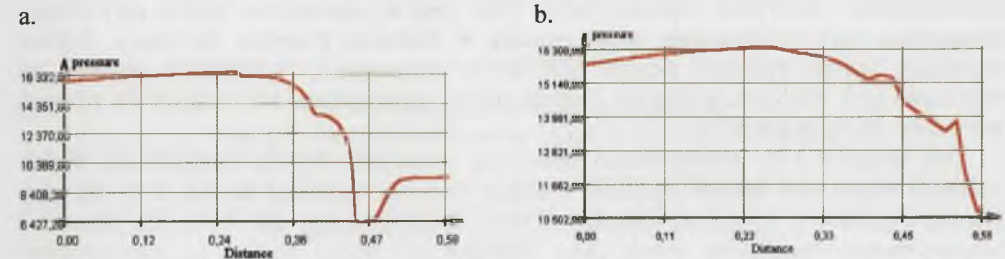 a.
pressure
16 332,00
14 351,00
12 370,00
10 389,00
8 408,30
6 427,20
0,00 0,12 0,24 0,36 0,47 0,59
Distance
b.
pressure
16 300,00
15 140,00
13 981,00
12 821,00
11 662,00
10 502,00
0,00 0,11 0,22 0,33 0,45 0,56
Distance